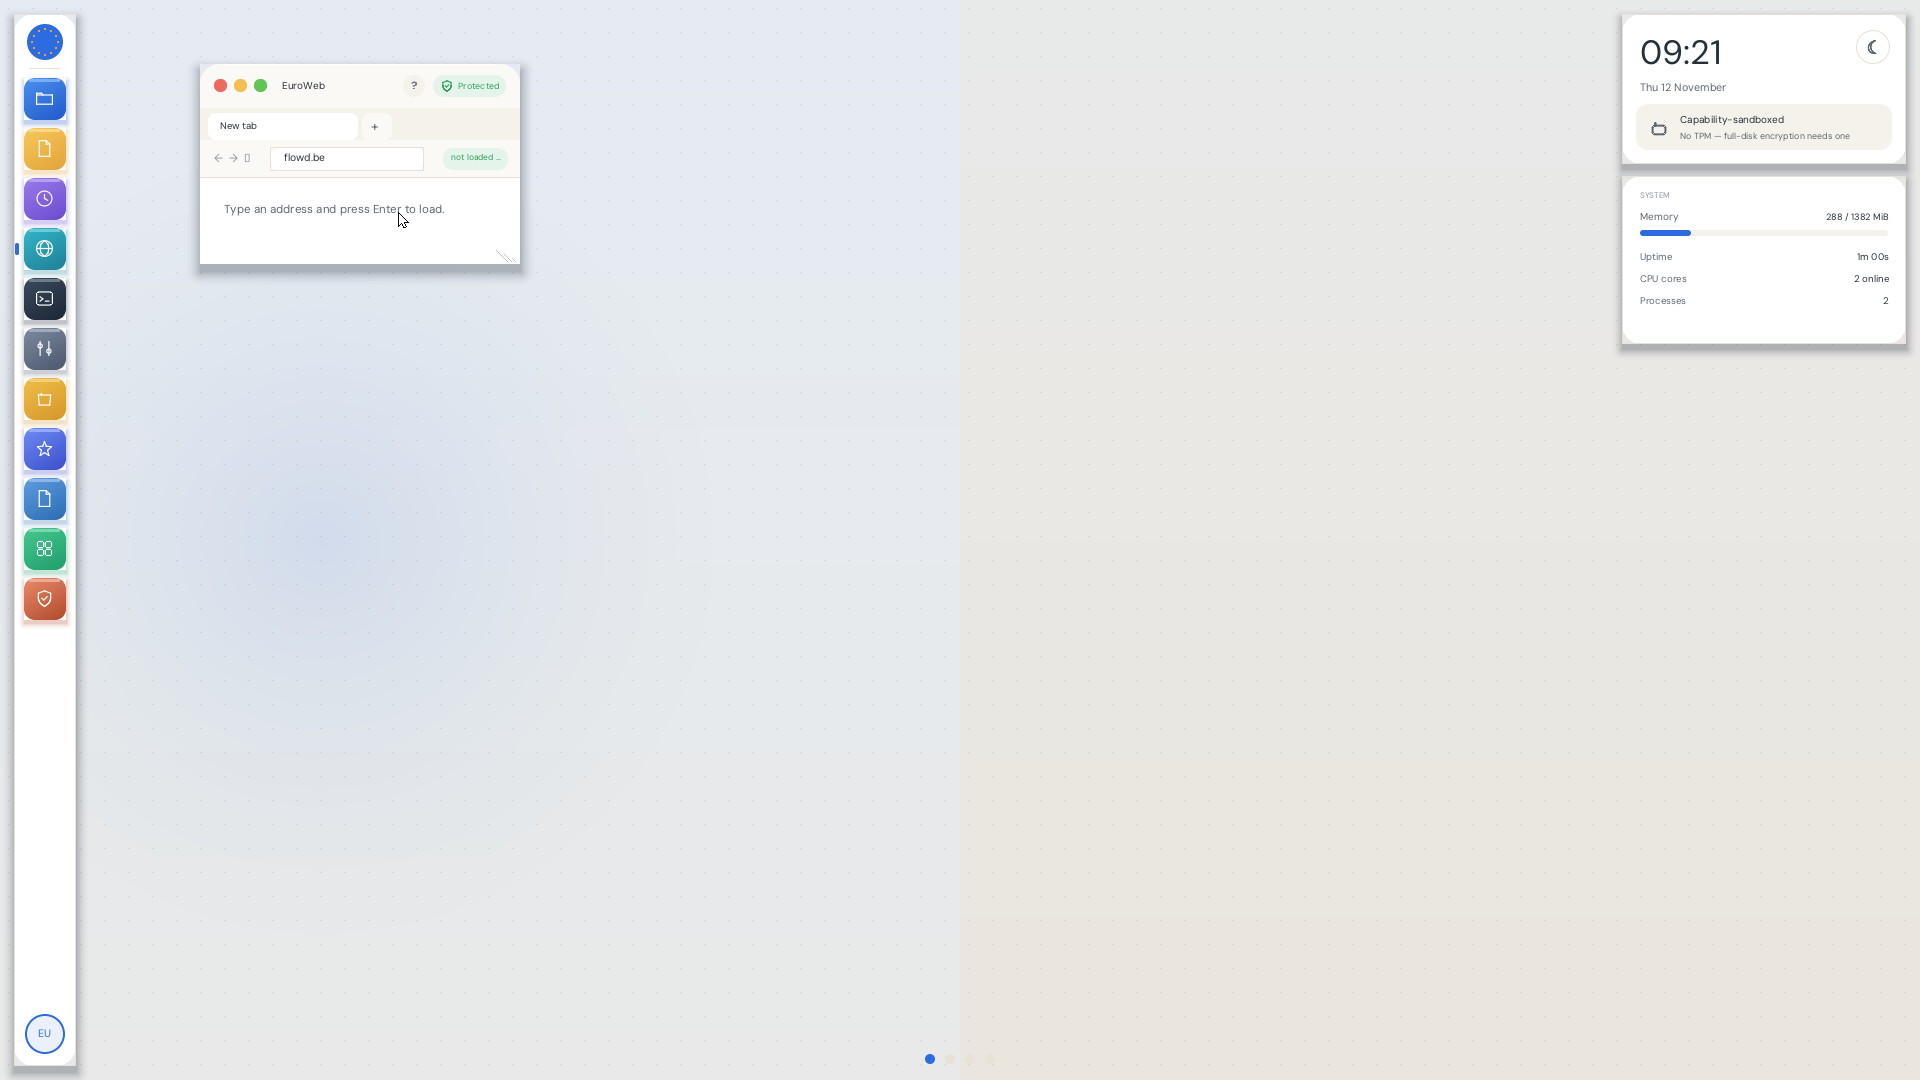 EuroWeb
?
Protected
New tab
+
flowd.be
not loaded ...
Type an address and press Enter to load.
09:21
Thu 12 November
Capability-sandboxed
No TPM — full-disk encryption needs one
SYSTEM
Memory 288 / 1382 MiB
Uptime 1m 00s
CPU cores 2 online
Processes 2
EU